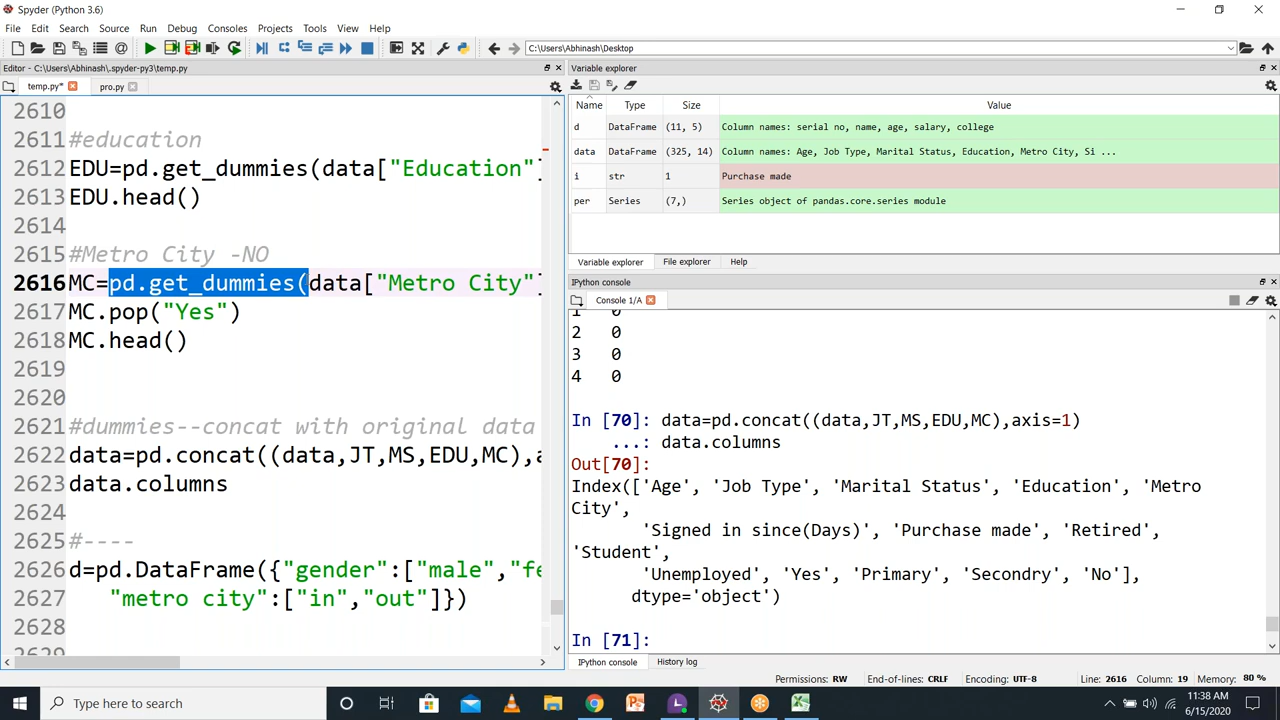 Spyder (Python 3.6)
File Edit Search Source Run Debug Consoles Projects Tools View Help
C:\Users\Abhinash\Desktop
Editor - C:\Users\Abhinash\.spyder-py3\temp.py
temp.py* pro.py
2610
2611 #education
2612 EDU=pd.get_dummies(data["Education"]
2613 EDU.head()
2614
2615 #Metro City -NO
2616 MC=pd.get_dummies(data["Metro City"]
2617 MC.pop("Yes")
2618 MC.head()
2619
2620
2621 #dummies--concat with original data
2622 data=pd.concat((data,JT,MS,EDU,MC),a
2623 data.columns
2624
2625 #----
2626 d=pd.DataFrame({"gender":["male","fe
2627 "metro city":["in","out"]})
2628
Variable explorer
Name Type Size Value
d DataFrame (11, 5) Column names: serial no, name, age, salary, college
data DataFrame (325, 14) Column names: Age, Job Type, Marital Status, Education, Metro City, Si ...
i str 1 Purchase made
per Series (7,) Series object of pandas.core.series module
Variable explorer File explorer Help
IPython console
Console 1/A
1 0
2 0
3 0
4 0
In [70]: data=pd.concat((data,JT,MS,EDU,MC),axis=1)
...: data.columns
Out[70]:
Index(['Age', 'Job Type', 'Marital Status', 'Education', 'Metro
City',
'Signed in since(Days)', 'Purchase made', 'Retired',
'Student',
'Unemployed', 'Yes', 'Primary', 'Secondry', 'No'],
dtype='object')
In [71]:
IPython console History log
Permissions: RW End-of-lines: CRLF Encoding: UTF-8 Line: 2616 Column: 19 Memory: 80 %
Type here to search
11:38 AM
6/15/2020